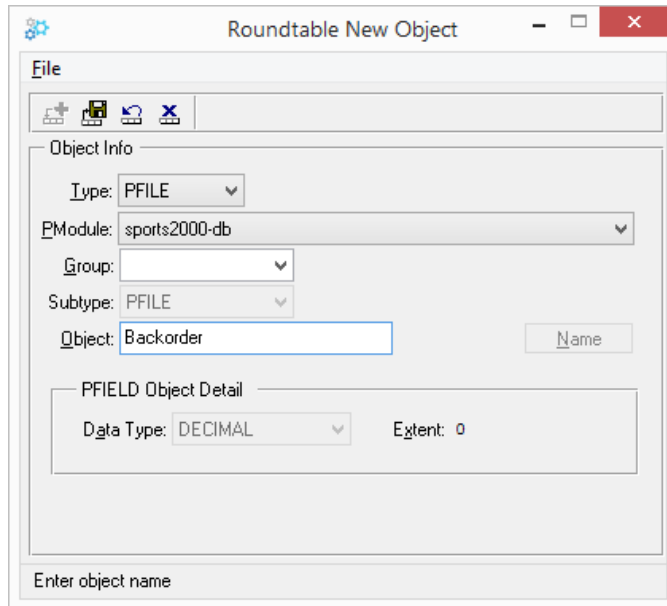 Roundtable New Object
File
Object Info
Type: PFILE
PModule: sports2000-db
Group:
Subtype: PFILE
Object: Backorder
Name
PFIELD Object Detail
Data Type: DECIMAL Extent: 0
Enter object name